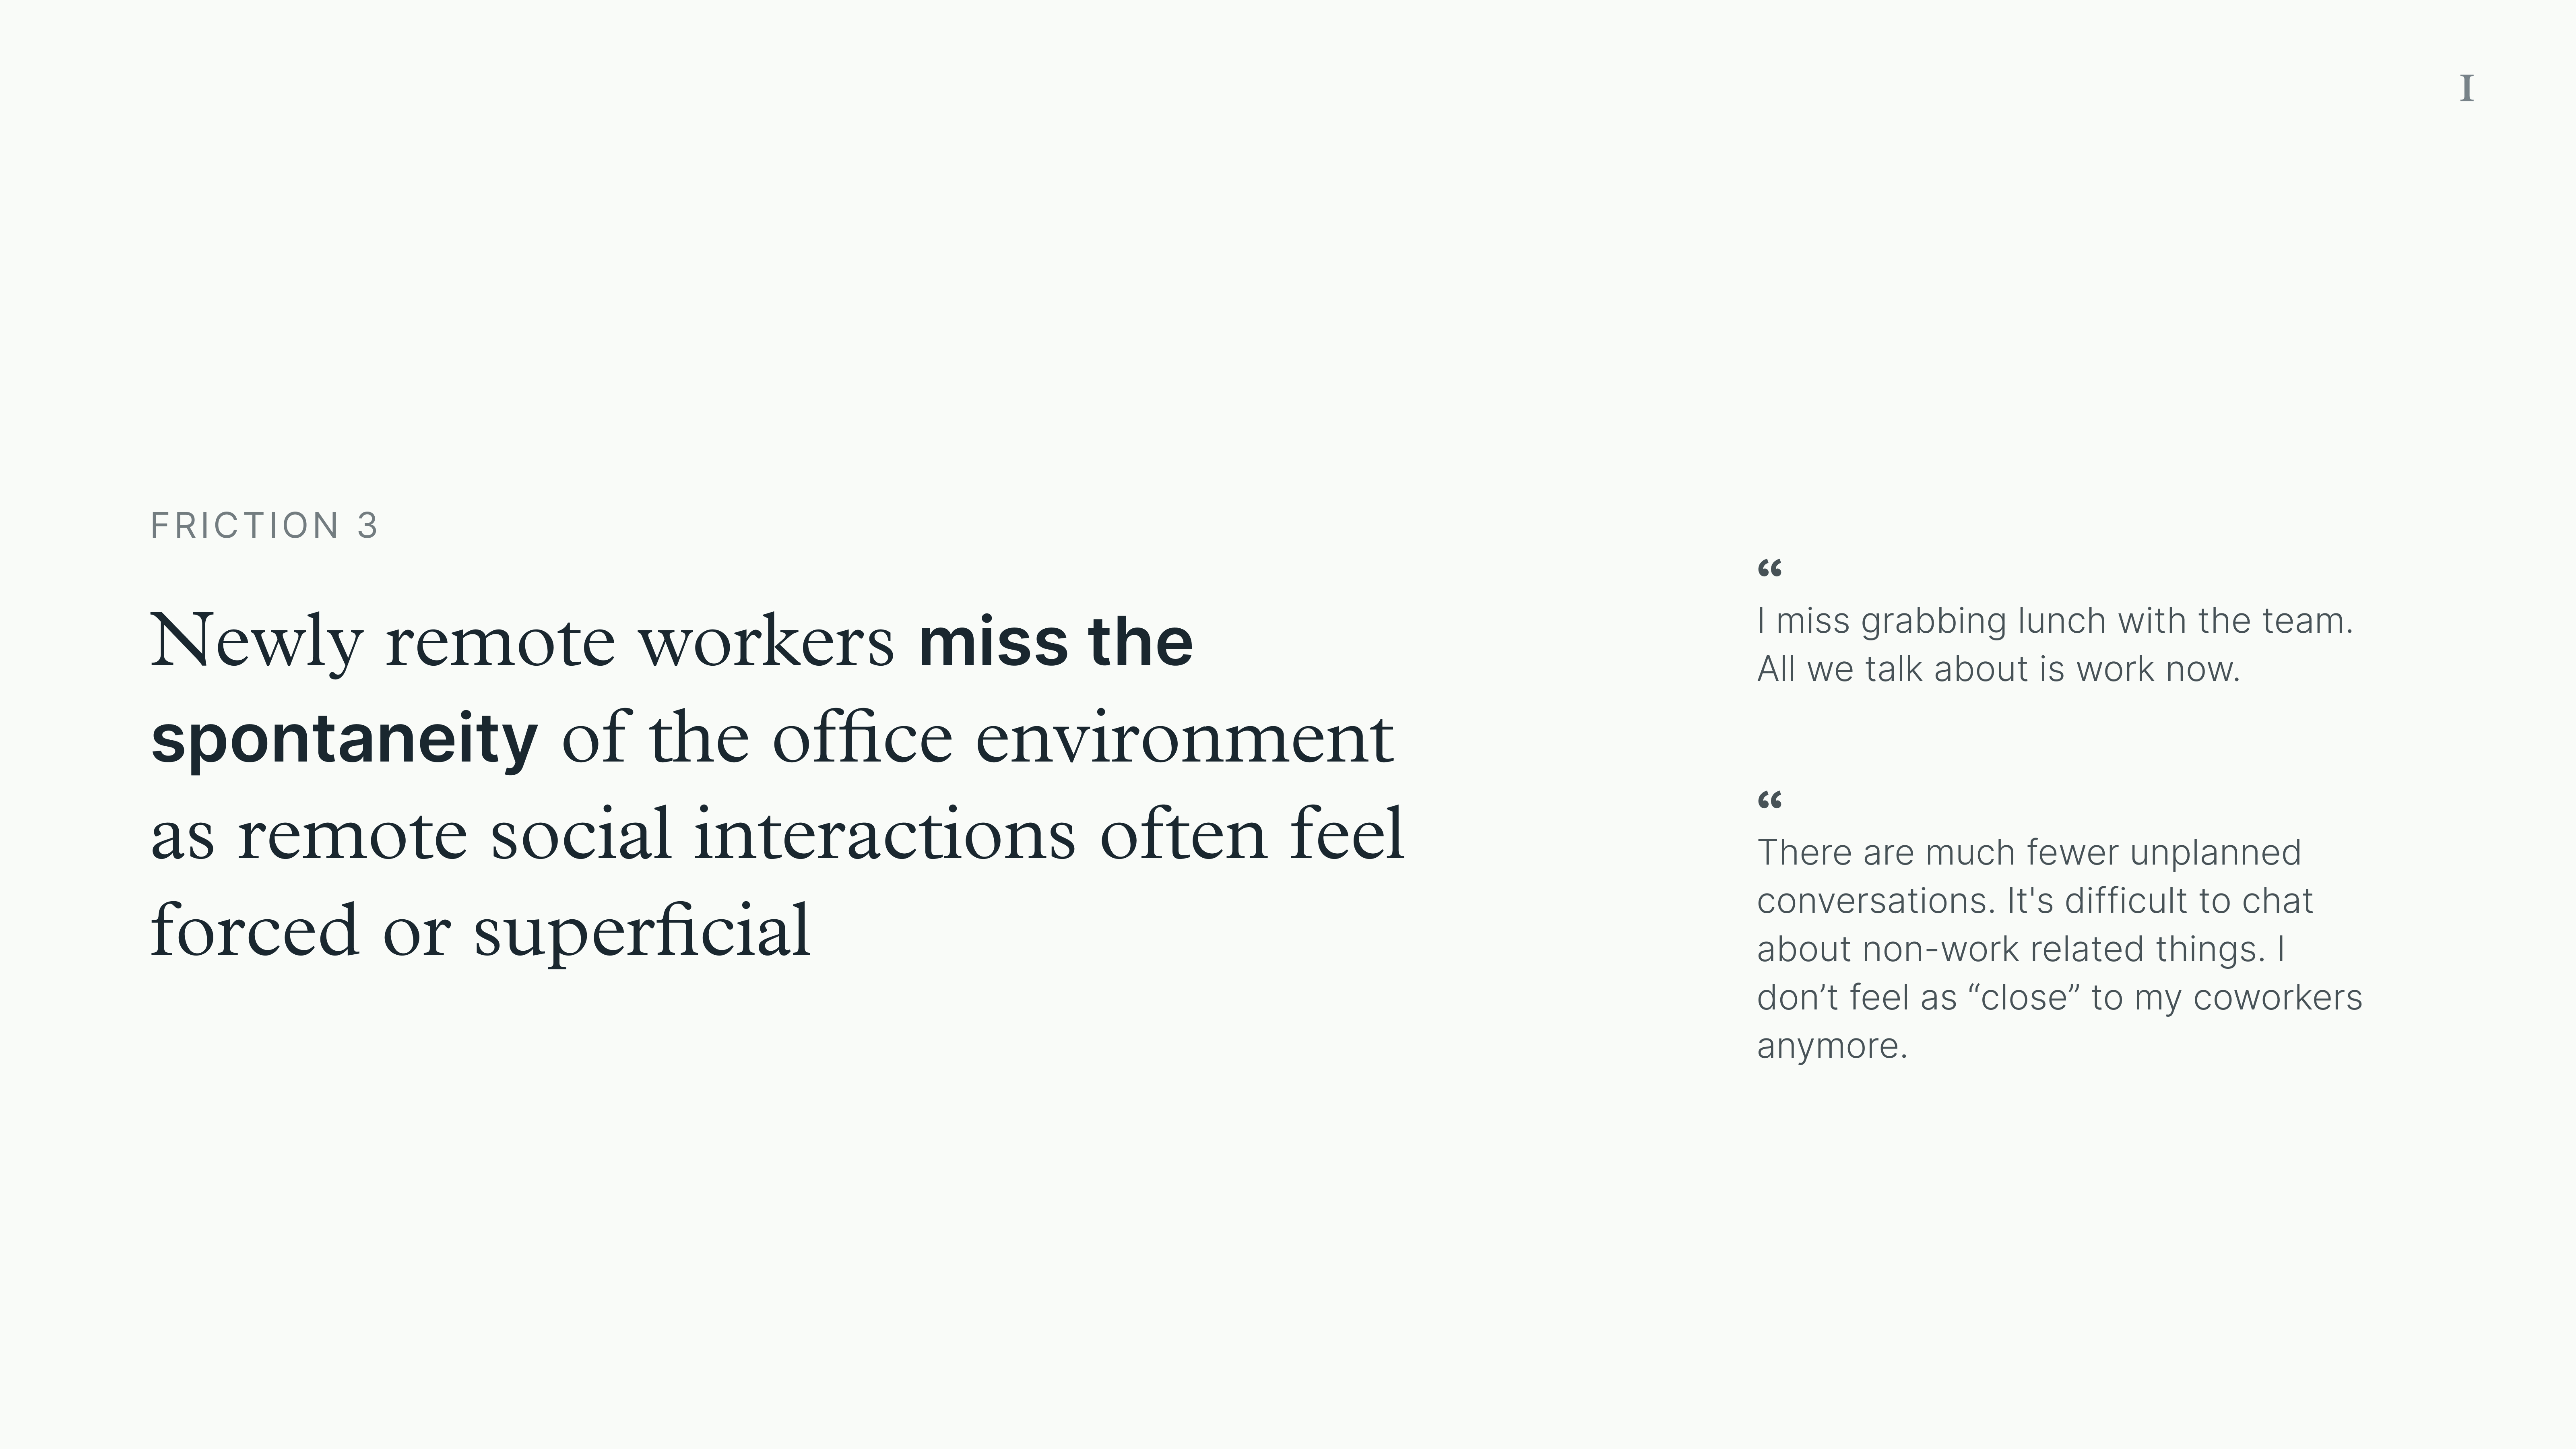 I
FRICTION 3
Newly remote workers miss the
spontaneity of the office environment
as remote social interactions often feel
forced or superficial
“
I miss grabbing lunch with the team.
All we talk about is work now.
“
There are much fewer unplanned
conversations. It's difficult to chat
about non-work related things. I
don’t feel as “close” to my coworkers
anymore.